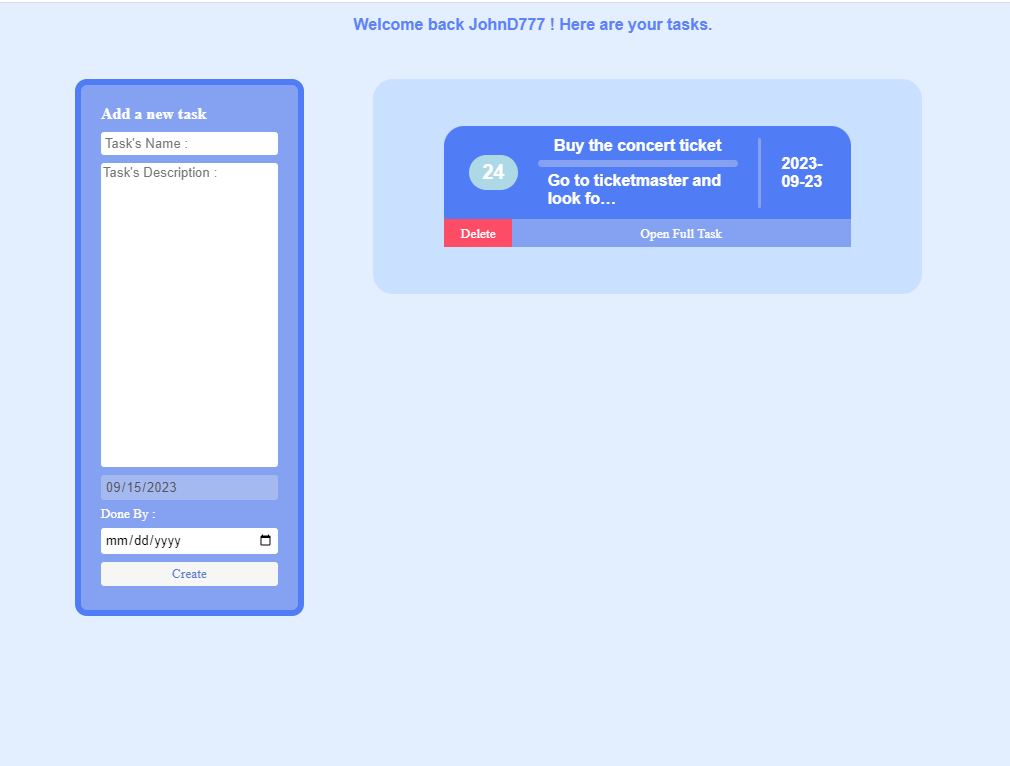 Welcome back JohnD777 ! Here are your tasks.
Add a new task
Task's Name :
Task's Description :
09/15/2023
Done By :
mm/dd/yyyy
Create
24
Buy the concert ticket
Go to ticketmaster and
look fo…
2023-
09-23
Delete
Open Full Task